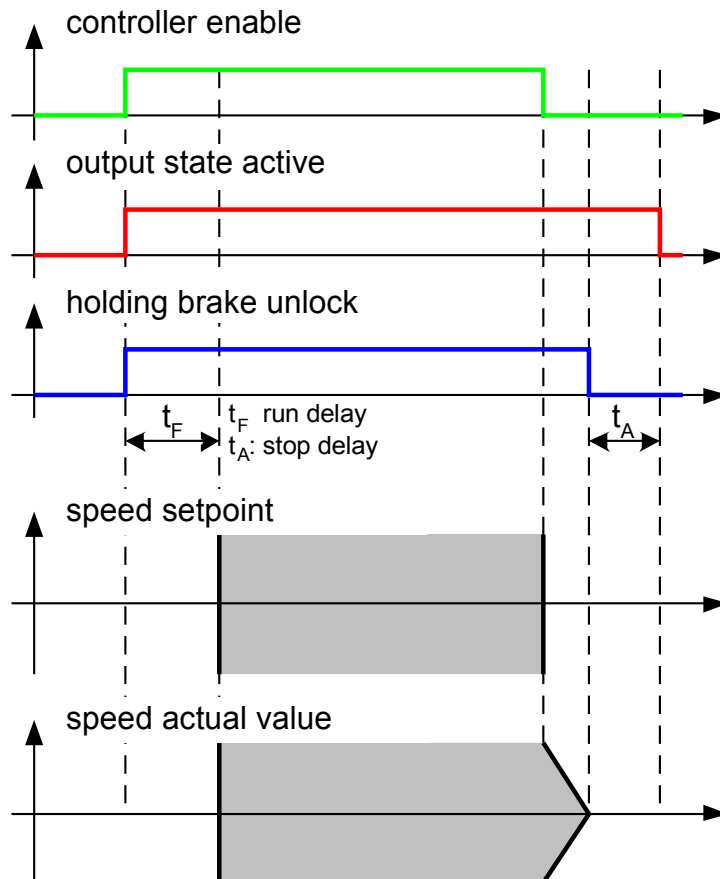 controller enable
output state active
holding brake unlock
tF
tF run delay
tA: stop delay
tA
speed setpoint
speed actual value